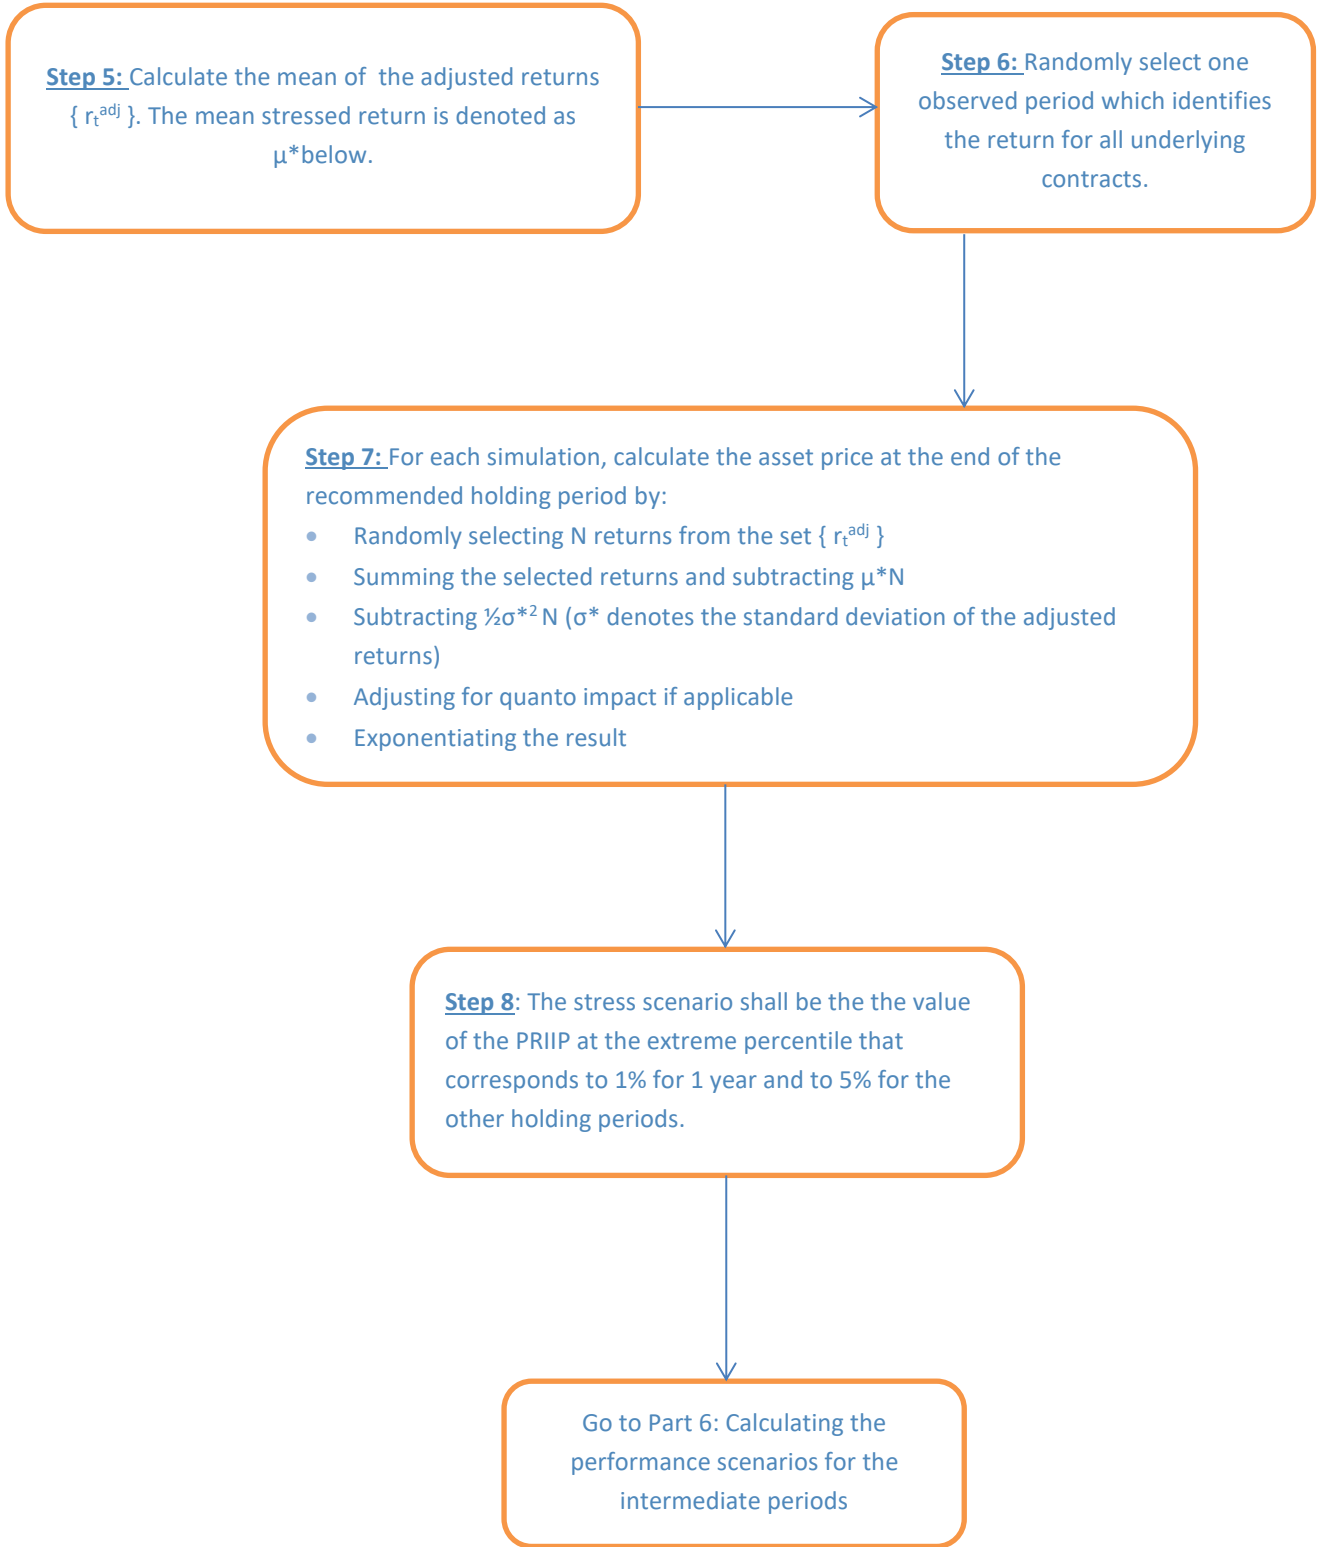 Step 5: Calculate the mean of  the adjusted returns
{ rₜᵃᵈʲ }. The mean stressed return is denoted as
μ*below.
Step 6: Randomly select one
observed period which identifies
the return for all underlying
contracts.
Step 7: For each simulation, calculate the asset price at the end of the
recommended holding period by:
• Randomly selecting N returns from the set { rₜᵃᵈʲ }
• Summing the selected returns and subtracting μ*N
• Subtracting ½σ*² N (σ* denotes the standard deviation of the adjusted
returns)
• Adjusting for quanto impact if applicable
• Exponentiating the result
Step 8: The stress scenario shall be the the value
of the PRIIP at the extreme percentile that
corresponds to 1% for 1 year and to 5% for the
other holding periods.
Go to Part 6: Calculating the
performance scenarios for the
intermediate periods